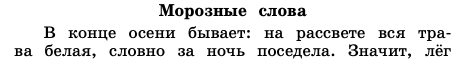 Морозные слова
В конце осени бывает: на рассвете вся тра-
ва белая, словно за ночь поседела. Значит, лёг